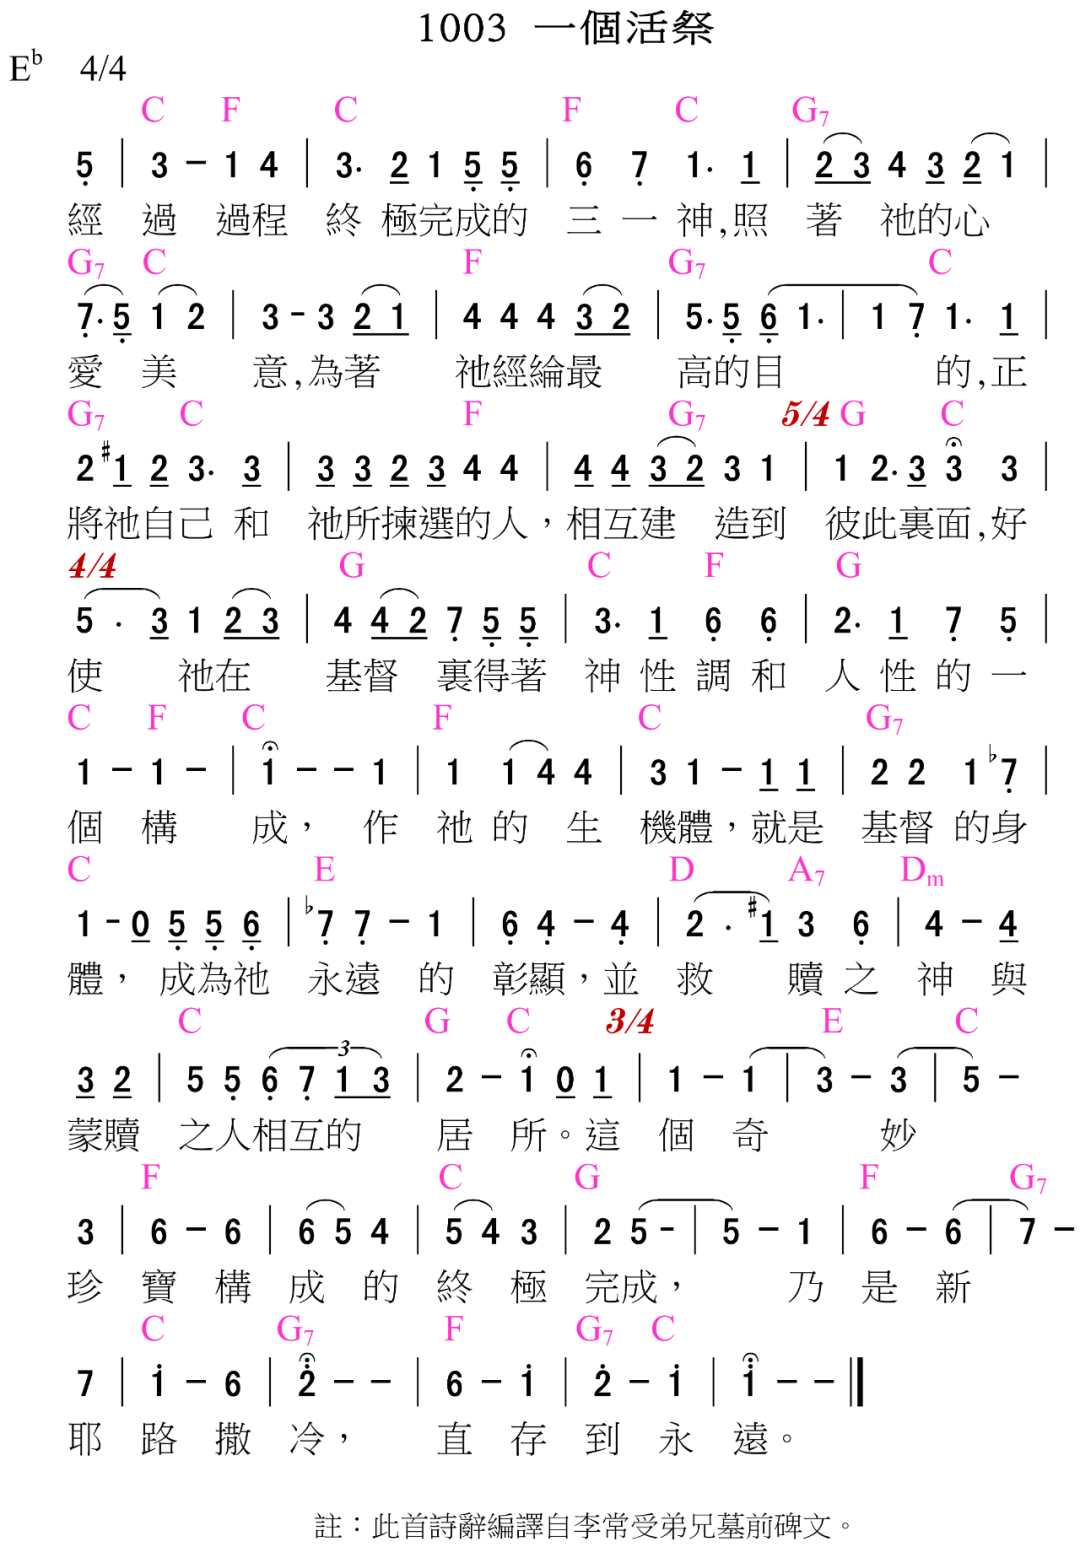 1003 一個活祭
E♭ 4/4
C F C F C G7
5̣ | 3 – 1 4 | 3. 2 1 5̣ 5̣ | 6̣ 7̣ 1. 1 | 2 3 4 3 2 1 |
經 過 過程 終 極完成的 三 一 神,照 著 祂的心
G7 C F G7 C
7̣. 5̣ 1 2 | 3 – 3 2 1 | 4 4 4 3 2 | 5. 5̣ 6̣ 1. | 1 7̣ 1. 1 |
愛 美 意,為著 祂經綸最 高的目 的,正
G7 C F G7 5/4 G C
2 #1 2 3. 3 | 3 3 2 3 4 4 | 4 4 3 2 3 1 | 1 2. 3 3 3 |
將祂自己 和 祂所揀選的人，相互建 造到 彼此裏面,好
4/4 G C F G
5 . 3 1 2 3 | 4 4 2 7̣ 5̣ 5̣ | 3. 1 6̣ 6̣ | 2. 1 7̣ 5̣ |
使 祂在 基督 裏得著 神 性 調 和 人 性 的 一
C F C F C G7
1 – 1 – | 1 – – 1 | 1 1 4 4 | 3 1 – 1 1 | 2 2 1 ♭7̣ |
個 構 成， 作 祂 的 生 機體，就是 基督 的身
C E D A7 Dm
1 – 0 5̣ 5̣ 6̣ | ♭7̣ 7̣ – 1 | 6̣ 4̣ – 4̣ | 2 . #1 3 6̣ | 4 – 4
體， 成為祂 永遠 的 彰顯，並 救 贖 之 神 與
C G C 3/4 E C
3 2 | 5 5̣ 6̣ 7̣ 1 3 3 | 2 – 1 0 1 | 1 – 1 | 3 – 3 | 5 –
蒙贖 之人相互的 居 所。這 個 奇 妙
F C G F G7
3 | 6 – 6 | 6 5 4 | 5 4 3 | 2 5 – | 5 – 1 | 6 – 6 | 7 –
珍 寶 構 成 的 終 極 完成， 乃 是 新
C G7 F G7 C
7 | 1̇ – 6 | 2̇ – – | 6 – 1̇ | 2̇ – 1̇ | 1̇ – – ‖
耶 路 撒 冷， 直 存 到 永 遠。
註：此首詩辭編譯自李常受弟兄墓前碑文。